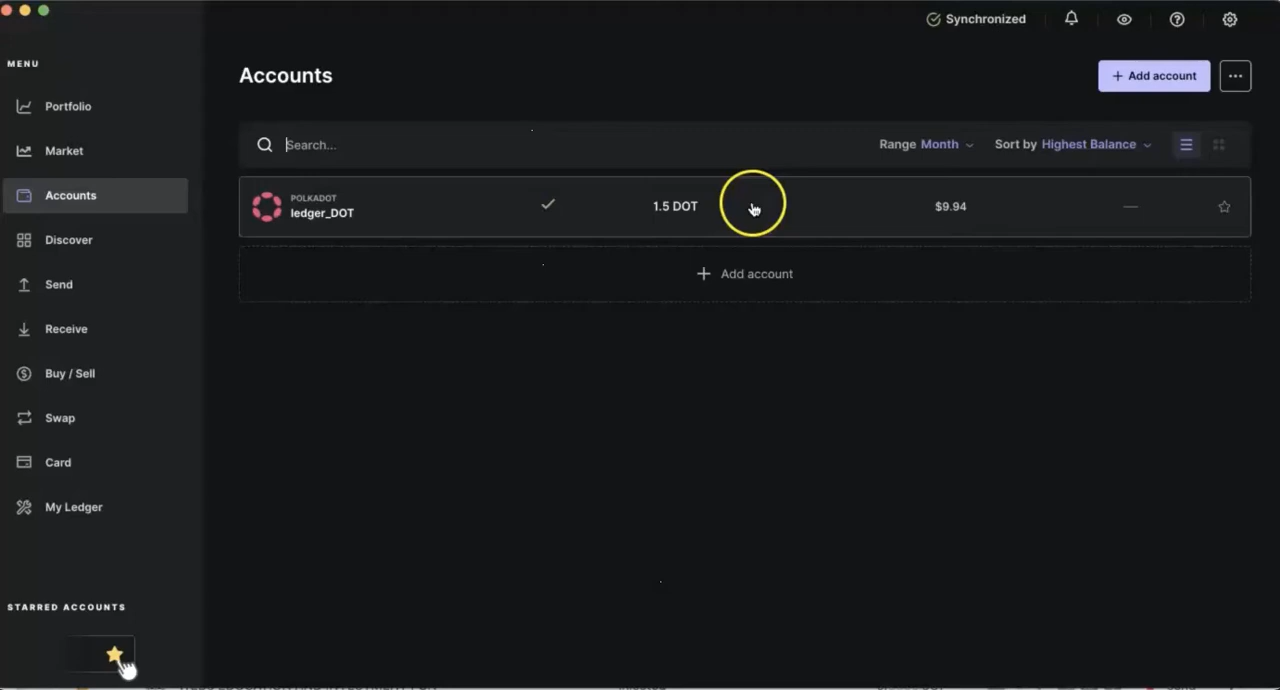 Synchronized
MENU
Portfolio
Market
Accounts
Discover
Send
Receive
Buy / Sell
Swap
Card
My Ledger
STARRED ACCOUNTS
Accounts
+ Add account
Search...
Range Month
Sort by Highest Balance
POLKADOT
ledger_DOT
1.5 DOT
$9.94
—
+ Add account